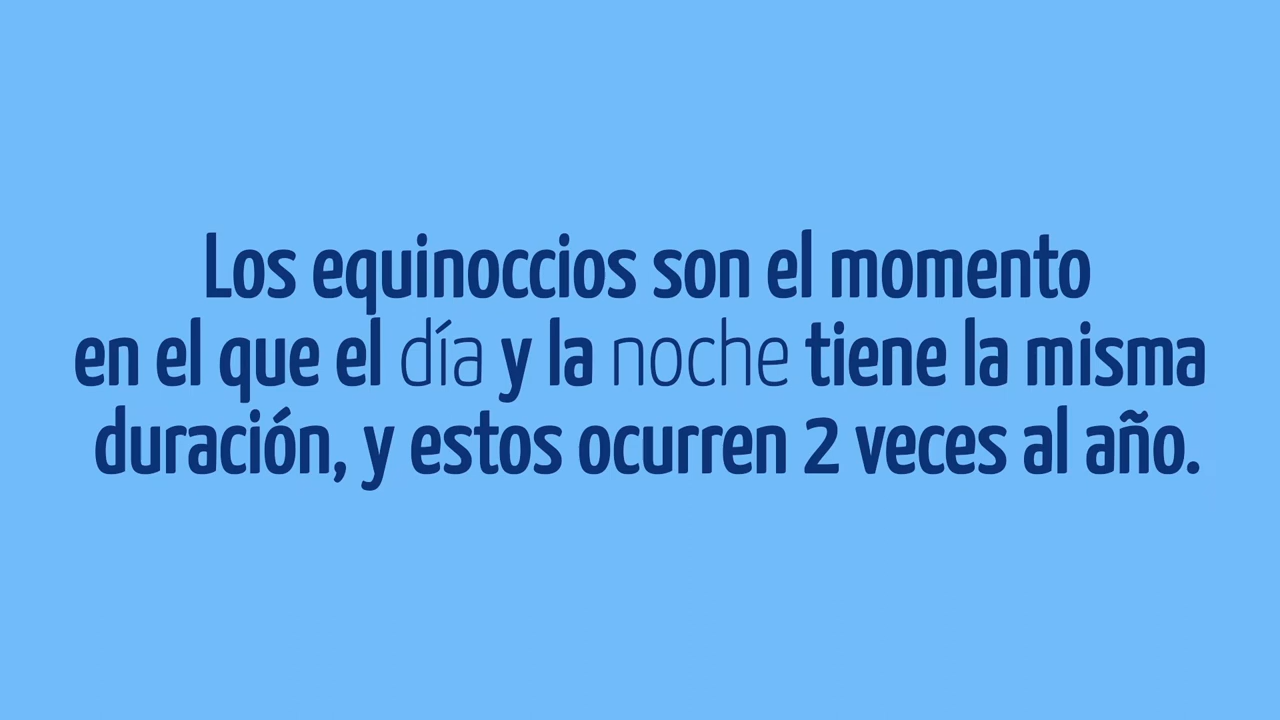 Los equinoccios son el momento
en el que el día y la noche tiene la misma
duración, y estos ocurren 2 veces al año.